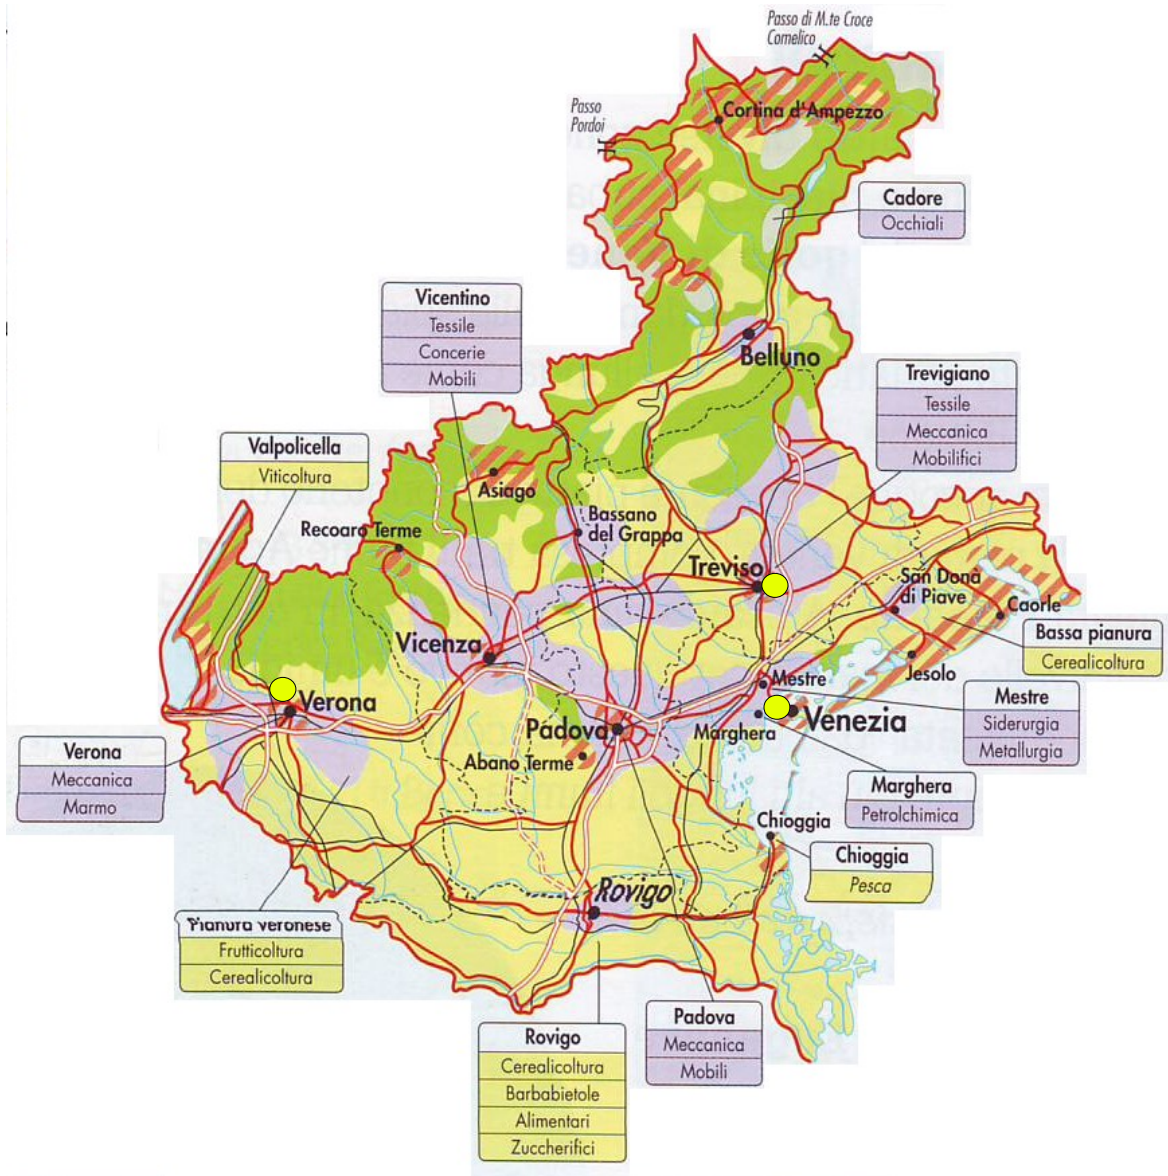 Passo di M.te Croce
Comelico
Passo
Pordoi
Cortina d'Ampezzo
Cadore
Occhiali
Vicentino
Tessile
Concerie
Mobili
Belluno
Trevigiano
Tessile
Meccanica
Mobilifici
Valpolicella
Viticoltura
Asiago
Recoaro Terme
Bassano
del Grappa
Treviso
San Donà
di Piave
Caorle
Bassa pianura
Cerealicoltura
Vicenza
Jesolo
Mestre
Mestre
Siderurgia
Metallurgia
Verona
Venezia
Padova
Marghera
Abano Terme
Verona
Meccanica
Marmo
Marghera
Petrolchimica
Chioggia
Chioggia
Pesca
Rovigo
Pianura veronese
Frutticoltura
Cerealicoltura
Padova
Meccanica
Mobili
Rovigo
Cerealicoltura
Barbabietole
Alimentari
Zuccherifici